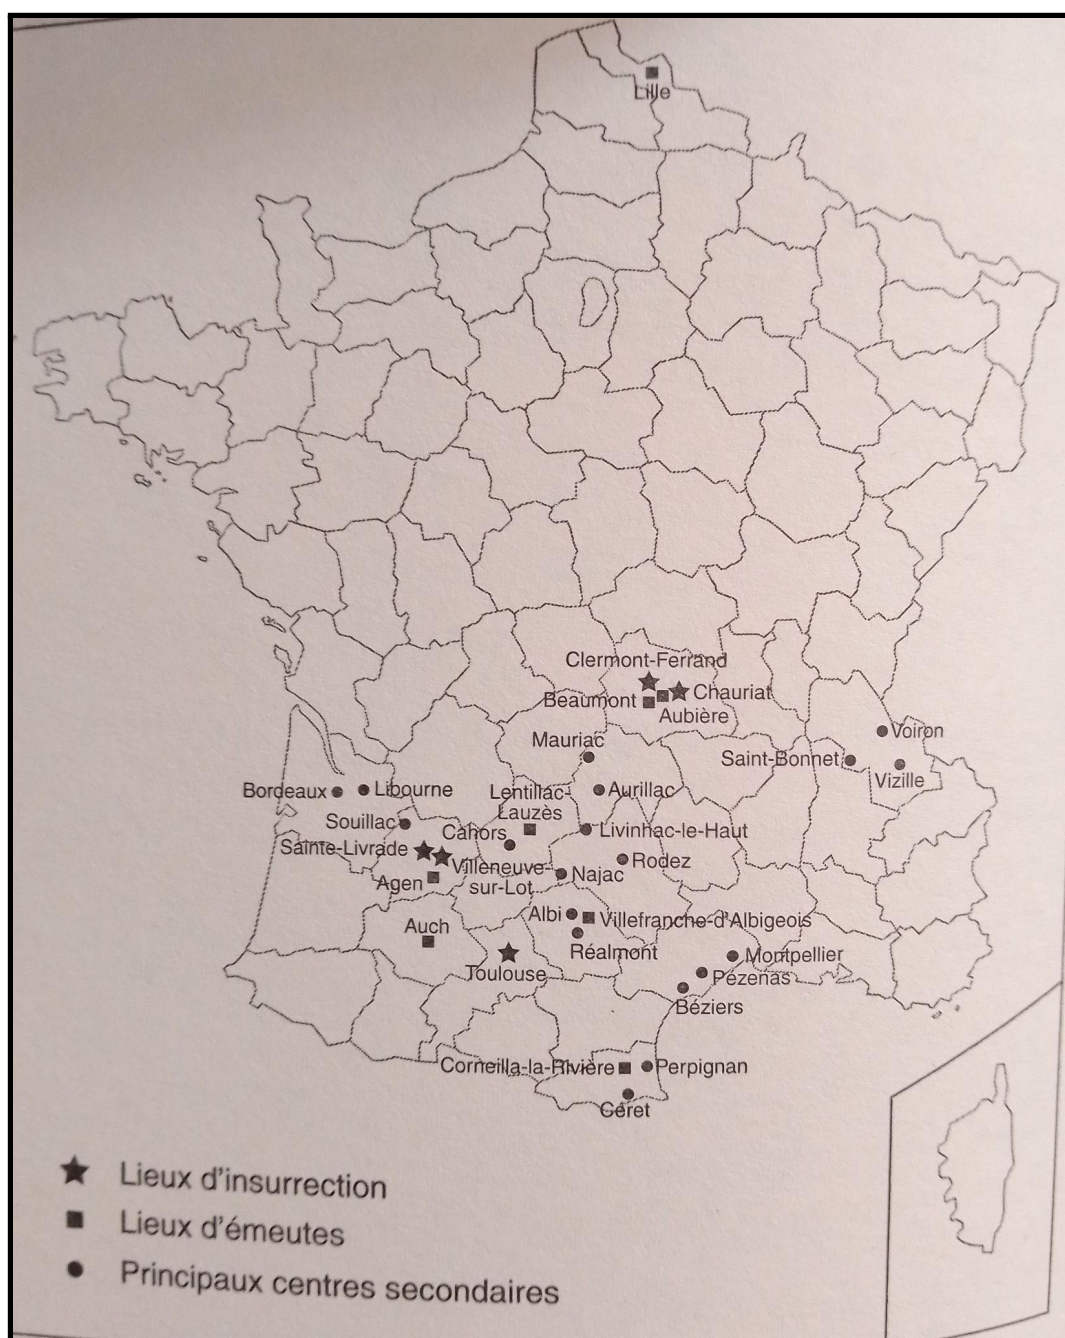 Lille
Clermont-Ferrand
Beaumont
Chauriat
Aubière
Voiron
Mauriac
Saint-Bonnet
Vizille
Bordeaux
Libourne
Lentillac-
Lauzès
Aurillac
Souillac
Cahors
Livinhac-le-Haut
Sainte-Livrade
Villeneuve-
sur-Lot
Rodez
Agen
Najac
Albi
Villefranche-d'Albigeois
Auch
Réalmont
Toulouse
Montpellier
Pézenas
Béziers
Corneilla-la-Rivière
Perpignan
Céret
Lieux d'insurrection
Lieux d'émeutes
Principaux centres secondaires